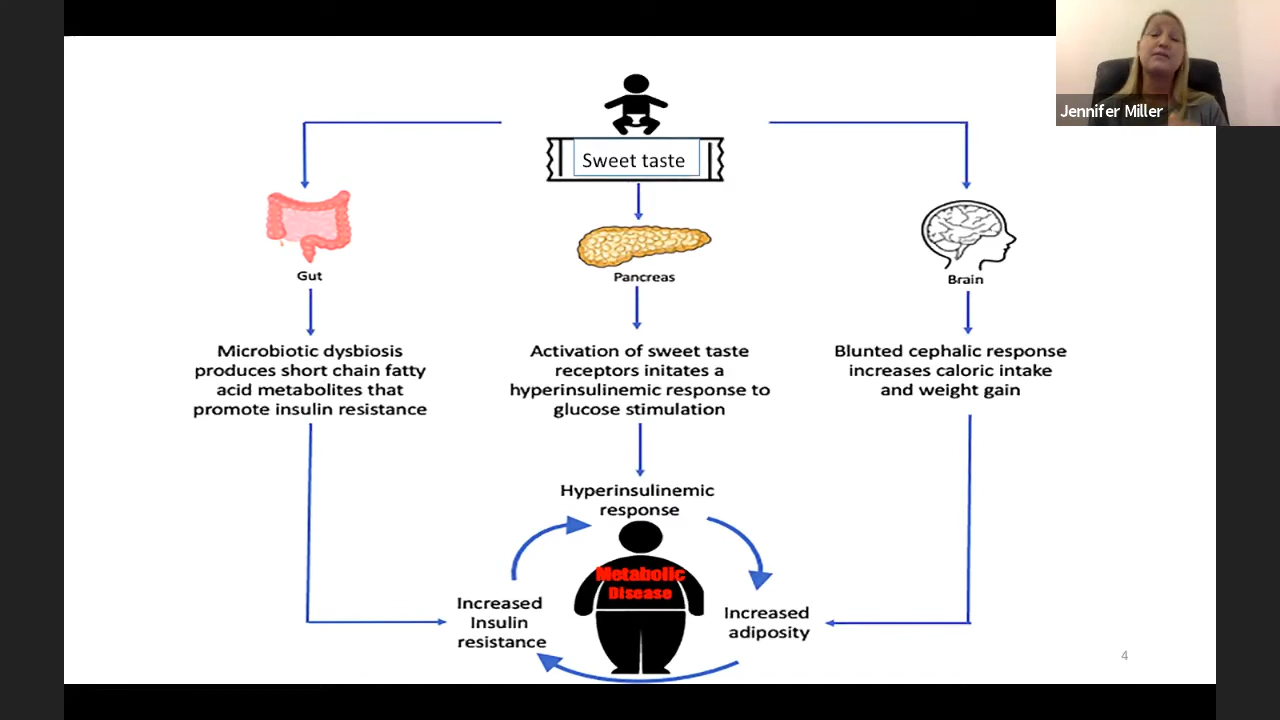 Jennifer Miller
Sweet taste
Gut
Pancreas
Brain
Microbiotic dysbiosis
produces short chain fatty
acid metabolites that
promote insulin resistance
Activation of sweet taste
receptors initates a
hyperinsulinemic response to
glucose stimulation
Blunted cephalic response
increases caloric intake
and weight gain
Hyperinsulinemic
response
Metabolic
Disease
Increased
Insulin
resistance
Increased
adiposity
4